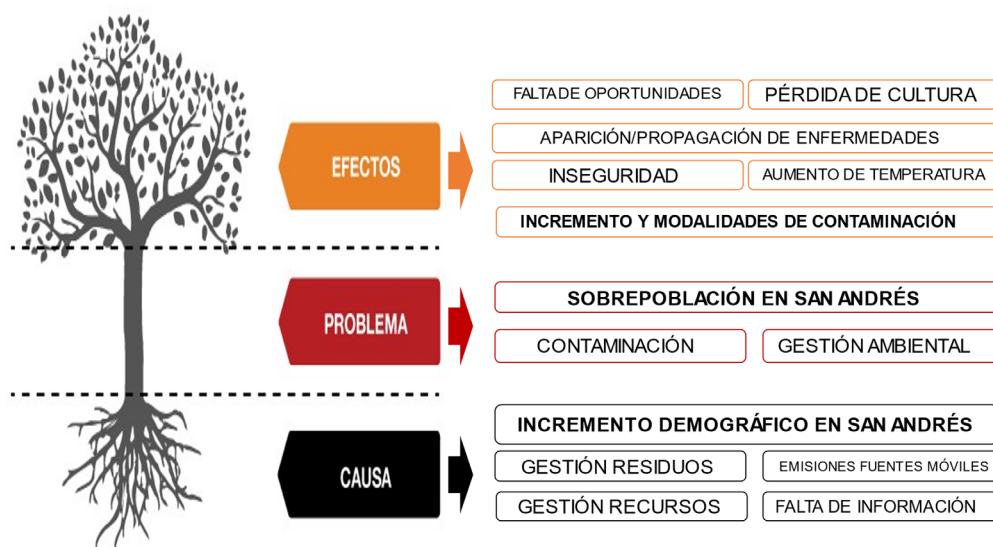 EFECTOS
FALTA DE OPORTUNIDADES
PÉRDIDA DE CULTURA
APARICIÓN/PROPAGACIÓN DE ENFERMEDADES
INSEGURIDAD
AUMENTO DE TEMPERATURA
INCREMENTO Y MODALIDADES DE CONTAMINACIÓN
PROBLEMA
SOBREPOBLACIÓN EN SAN ANDRÉS
CONTAMINACIÓN
GESTIÓN AMBIENTAL
CAUSA
INCREMENTO DEMOGRÁFICO EN SAN ANDRÉS
GESTIÓN RESIDUOS
EMISIONES FUENTES MÓVILES
GESTIÓN RECURSOS
FALTA DE INFORMACIÓN